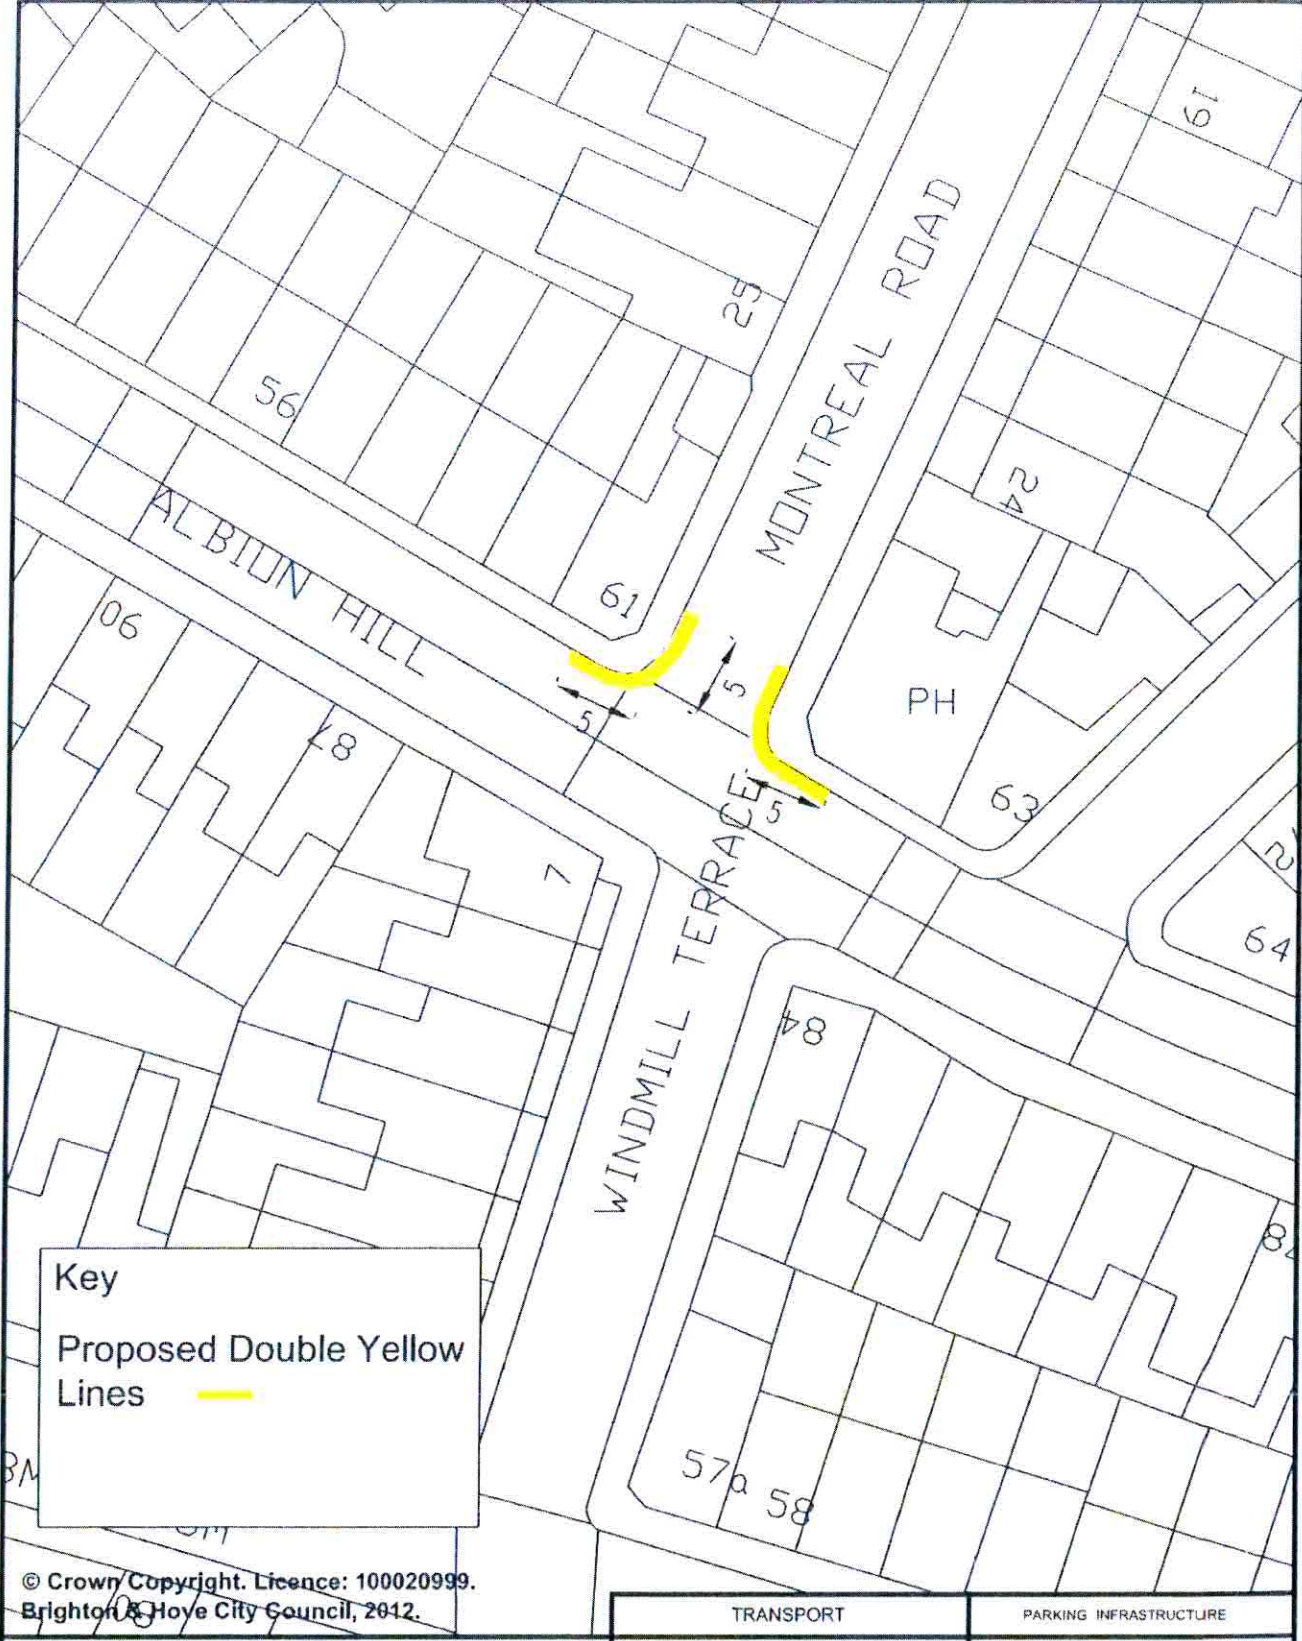 19
25
MONTREAL ROAD
56
24
ALBION HILL
61
90
5
5
PH
87
63
5
7
64
84
WINDMILL TERRACE
78
Key
Proposed Double Yellow
Lines
57a 58
© Crown Copyright. Licence: 100020999.
Brighton & Hove City Council, 2012.
TRANSPORT
PARKING INFRASTRUCTURE